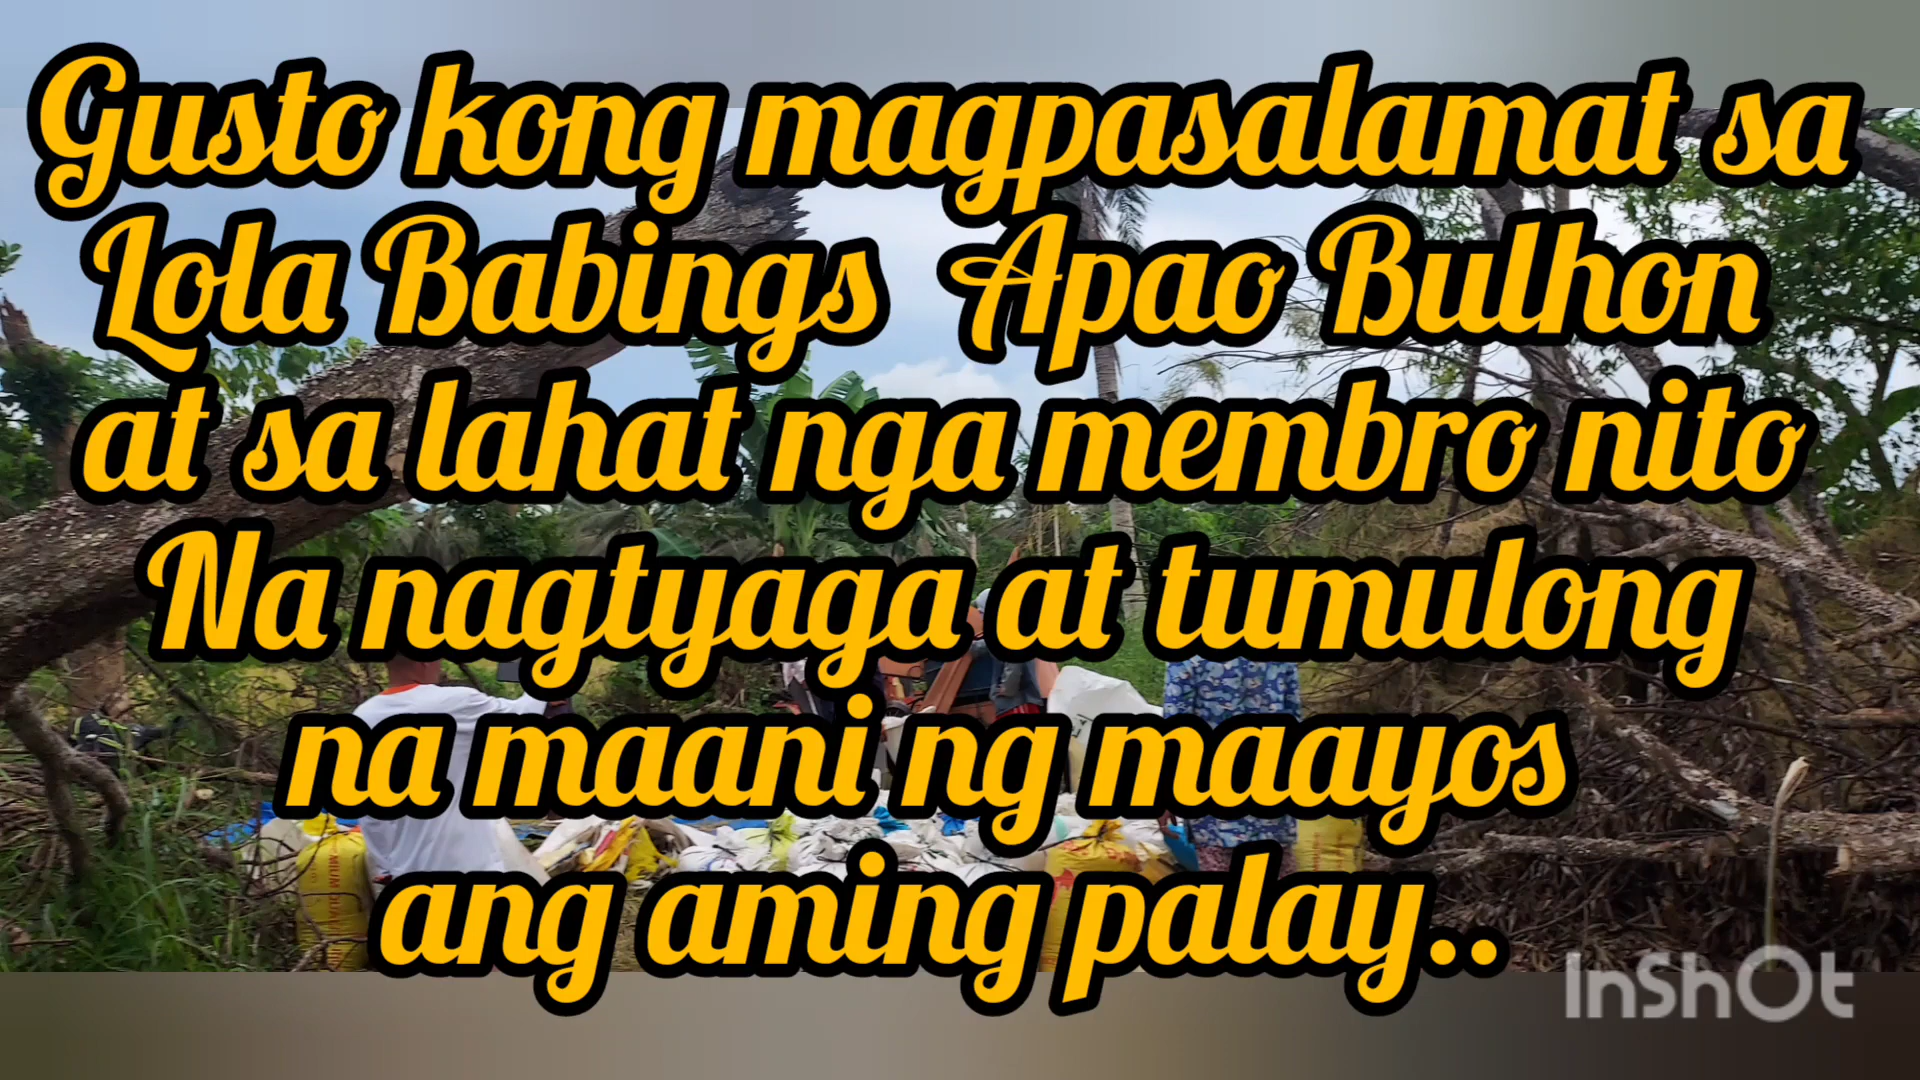 Gusto kong magpasalamat sa
Lola Babings Apao Bulhon
at sa lahat nga membro nito
Na nagtyaga at tumulong
na maani ng maayos
ang aming palay..
InShOt